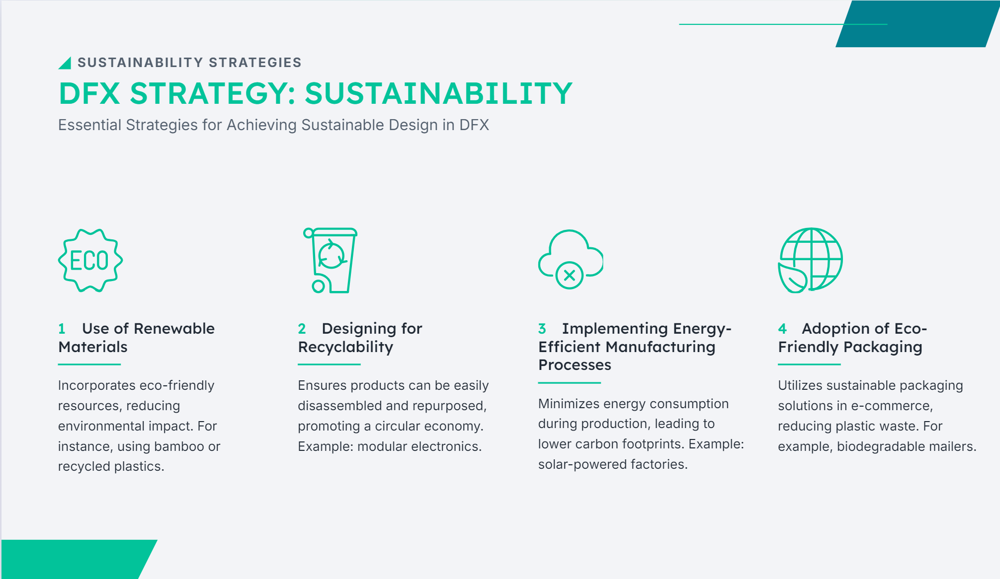 SUSTAINABILITY STRATEGIES
DFX STRATEGY: SUSTAINABILITY
Essential Strategies for Achieving Sustainable Design in DFX
ECO
1 Use of Renewable
Materials
Incorporates eco-friendly
resources, reducing
environmental impact. For
instance, using bamboo or
recycled plastics.
2 Designing for
Recyclability
Ensures products can be easily
disassembled and repurposed,
promoting a circular economy.
Example: modular electronics.
3 Implementing Energy-
Efficient Manufacturing
Processes
Minimizes energy consumption
during production, leading to
lower carbon footprints. Example:
solar-powered factories.
4 Adoption of Eco-
Friendly Packaging
Utilizes sustainable packaging
solutions in e-commerce,
reducing plastic waste. For
example, biodegradable mailers.